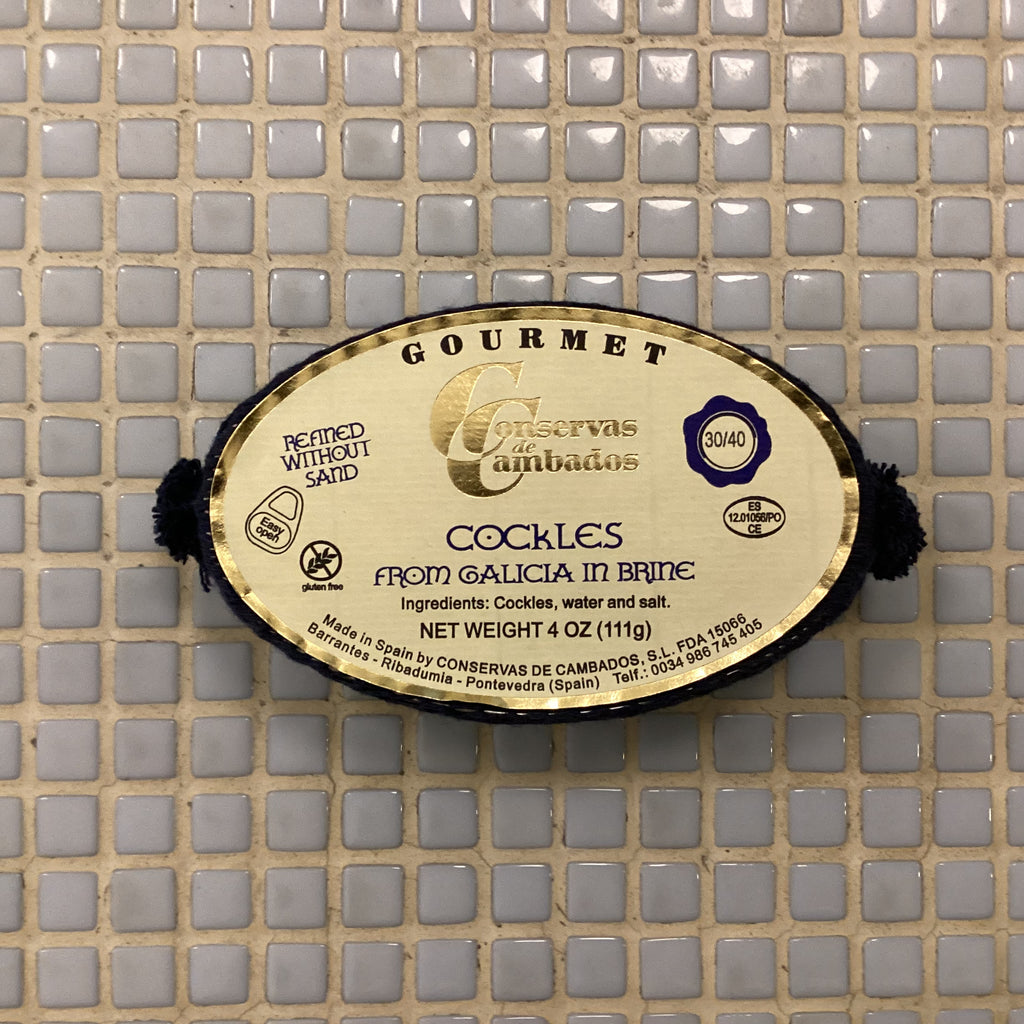 GOURMET
Conservas
de
Cambados
REFINED
WITHOUT
SAND
30/40
Easy
open
ES
12.01056/PO
CE
gluten free
COCKLES
FROM GALICIA IN BRINE
Ingredients: Cockles, water and salt.
NET WEIGHT 4 OZ (111g)
Made in Spain by CONSERVAS DE CAMBADOS, S.L. FDA 15066
Barrantes - Ribadumia - Pontevedra (Spain) Telf.: 0034 986 745 405